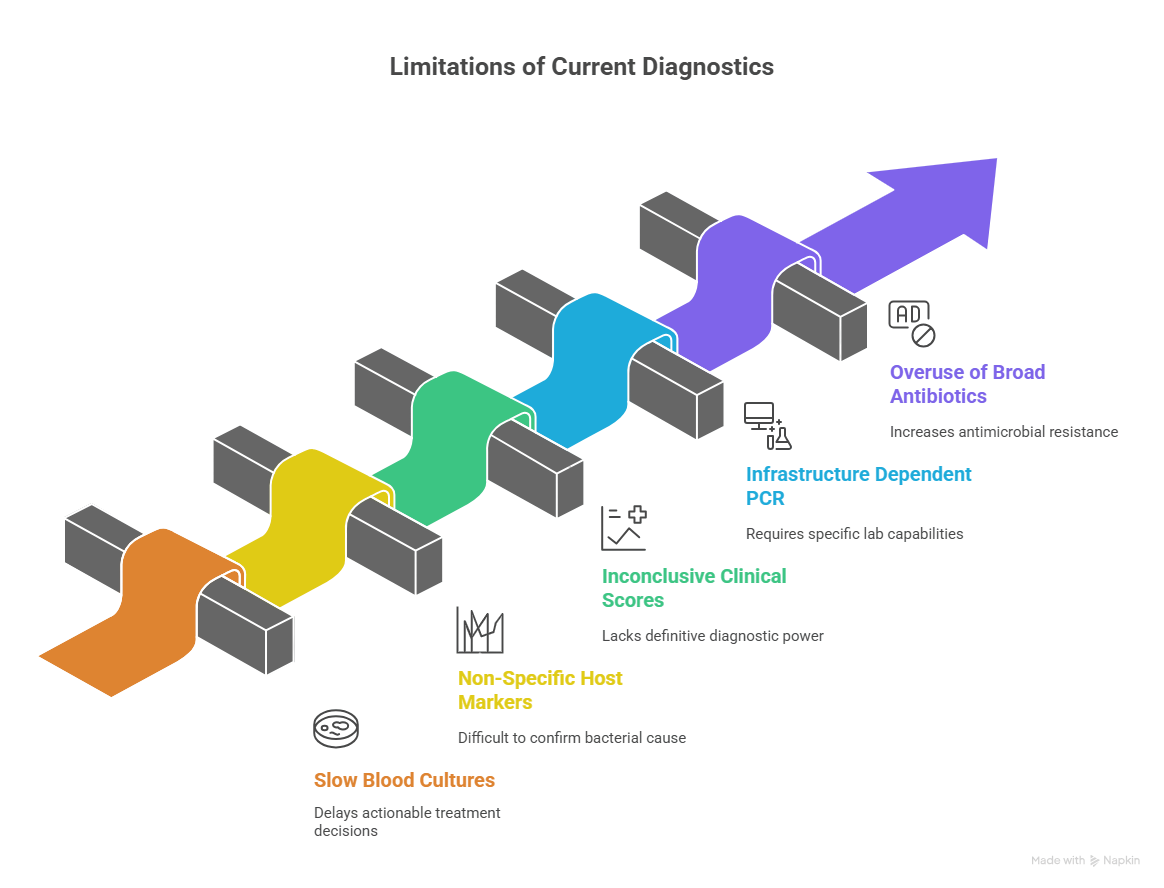 Limitations of Current Diagnostics
AD
Overuse of Broad
Antibiotics
Increases antimicrobial resistance
Infrastructure Dependent
PCR
Requires specific lab capabilities
Inconclusive Clinical
Scores
Lacks definitive diagnostic power
Non-Specific Host
Markers
Difficult to confirm bacterial cause
Slow Blood Cultures
Delays actionable treatment
decisions
Made with Napkin